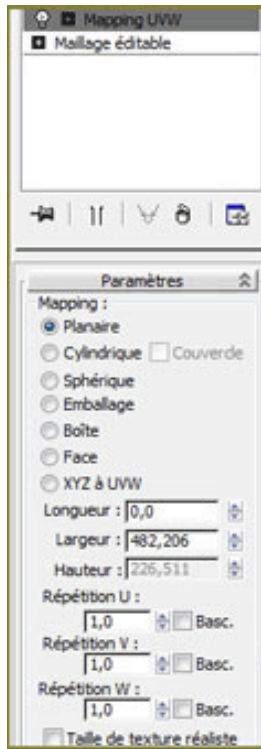 Mapping UVW
Maillage éditable
Paramètres
Mapping :
Planaire
Cylindrique Couvercle
Sphérique
Emballage
Boîte
Face
XYZ à UVW
Longueur : 0,0
Largeur : 482,206
Hauteur : 226,511
Répétition U :
1,0 Basc.
Répétition V :
1,0 Basc.
Répétition W :
1,0 Basc.
Taille de texture réaliste